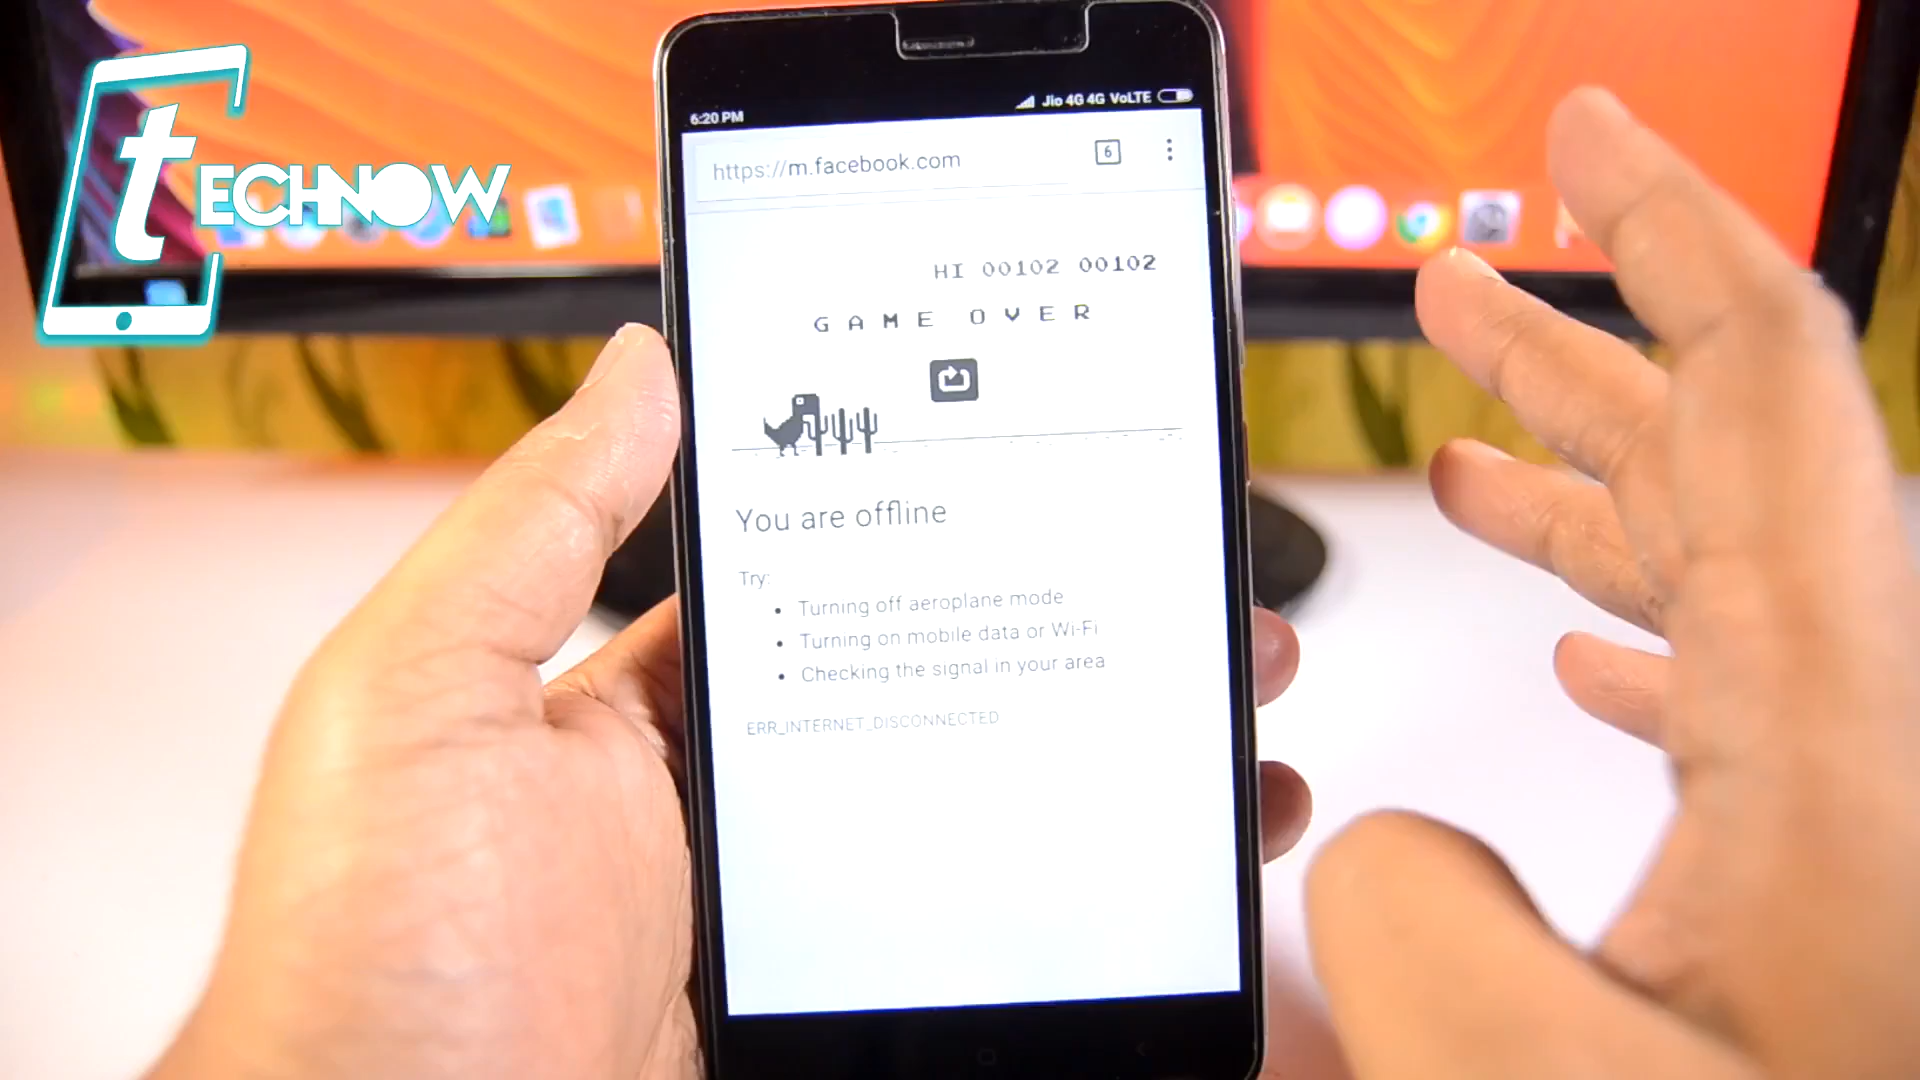 tECHNOW
6:20 PM
Jio 4G 4G VoLTE
https://m.facebook.com
6
HI 00102 00102
GAME OVER
You are offline
Try:
• Turning off aeroplane mode
• Turning on mobile data or Wi-Fi
• Checking the signal in your area
ERR_INTERNET_DISCONNECTED